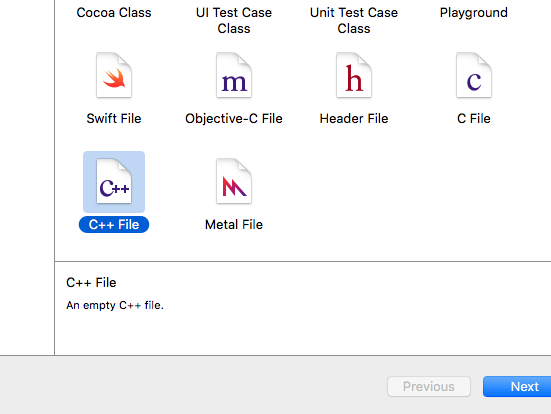 Cocoa Class
UI Test Case
Class
Unit Test Case
Class
Playground
m
h
c
Swift File
Objective-C File
Header File
C File
C++
C++ File
Metal File
C++ File
An empty C++ file.
Previous
Next